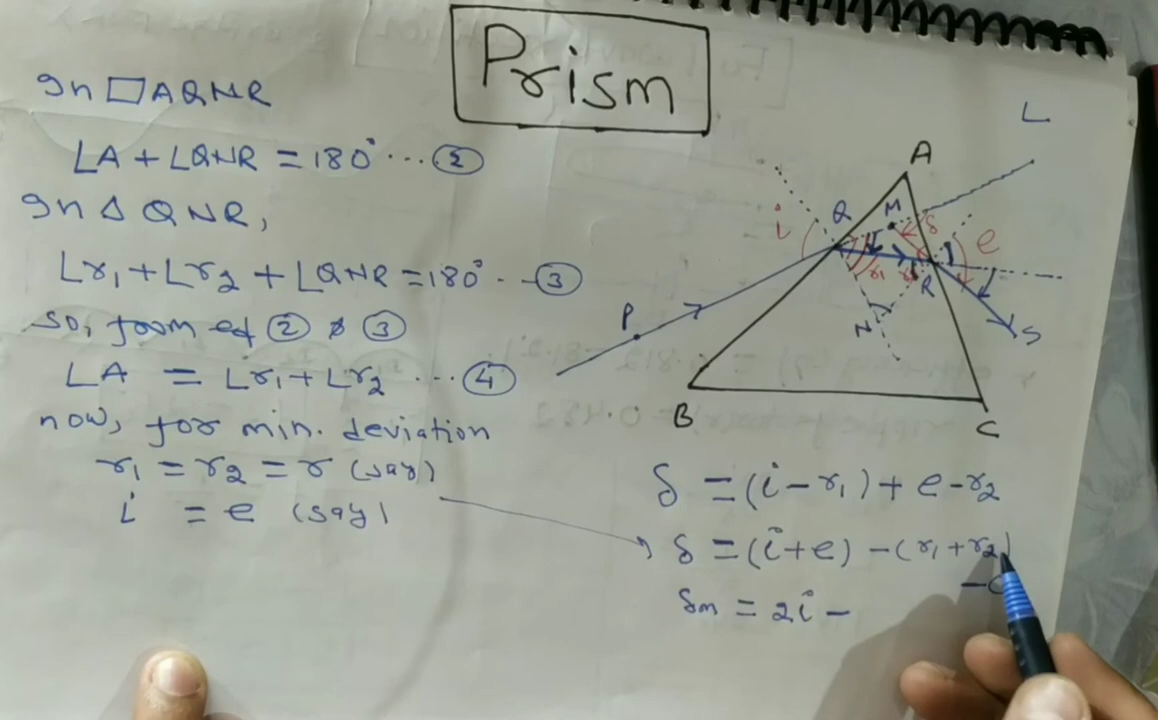 Prism
In □AQNR
∠A + ∠QNR = 180° ... ②
In △ QNR,
∠r₁ + ∠r₂ + ∠QNR = 180° - - ③
So, from eq ② & ③
∠A = ∠r₁ + ∠r₂ .... ④
now, for min. deviation
r₁ = r₂ = r (say)
i = e (say)
L
A
Q
M
δ
i
e
r₁
R
P
N
S
B
C
δ = (i - r₁) + e - r₂
δ = (i + e) - (r₁ + r₂)
δm = 2i -